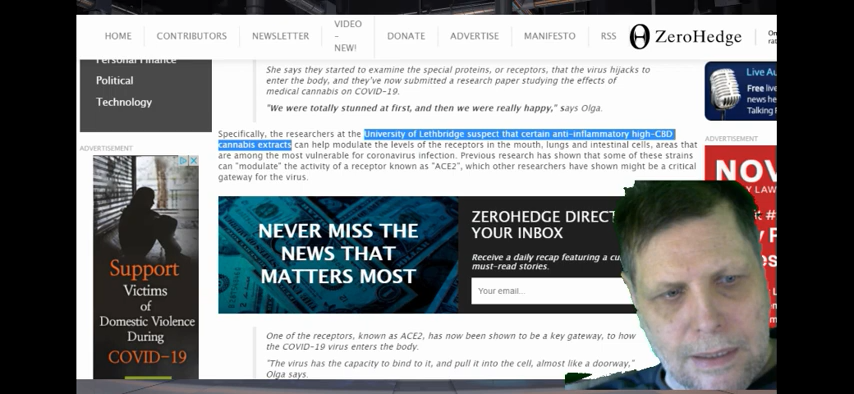 HOME
CONTRIBUTORS
NEWSLETTER
VIDEO
–
NEW!
DONATE
ADVERTISE
MANIFESTO
RSS
ZeroHedge
Personal Finance
Political
Technology
ADVERTISEMENT
Support
Victims
of
Domestic Violence
During
COVID-19
She says they started to examine the special proteins, or receptors, that the virus hijacks to
enter the body, and they've now submitted a research paper studying the effects of
medical cannabis on COVID-19.
"We were totally stunned at first, and then we were really happy," says Olga.
Specifically, the researchers at the University of Lethbridge suspect that certain anti-inflammatory high-CBD
cannabis extracts can help modulate the levels of the receptors in the mouth, lungs and intestinal cells, areas that
are among the most vulnerable for coronavirus infection. Previous research has shown that some of these strains
can "modulate" the activity of a receptor known as "ACE2", which other researchers have shown might be a critical
gateway for the virus.
NEVER MISS THE
NEWS THAT
MATTERS MOST
ZEROHEDGE DIRECT
YOUR INBOX
Receive a daily recap featuring a
must-read stories.
Your email...
One of the receptors, known as ACE2, has now been shown to be a key gateway, to how
the COVID-19 virus enters the body.
"The virus has the capacity to bind to it, and pull it into the cell, almost like a doorway,"
Olga says.
Live
Free
ADVERTISEMENT
NOV